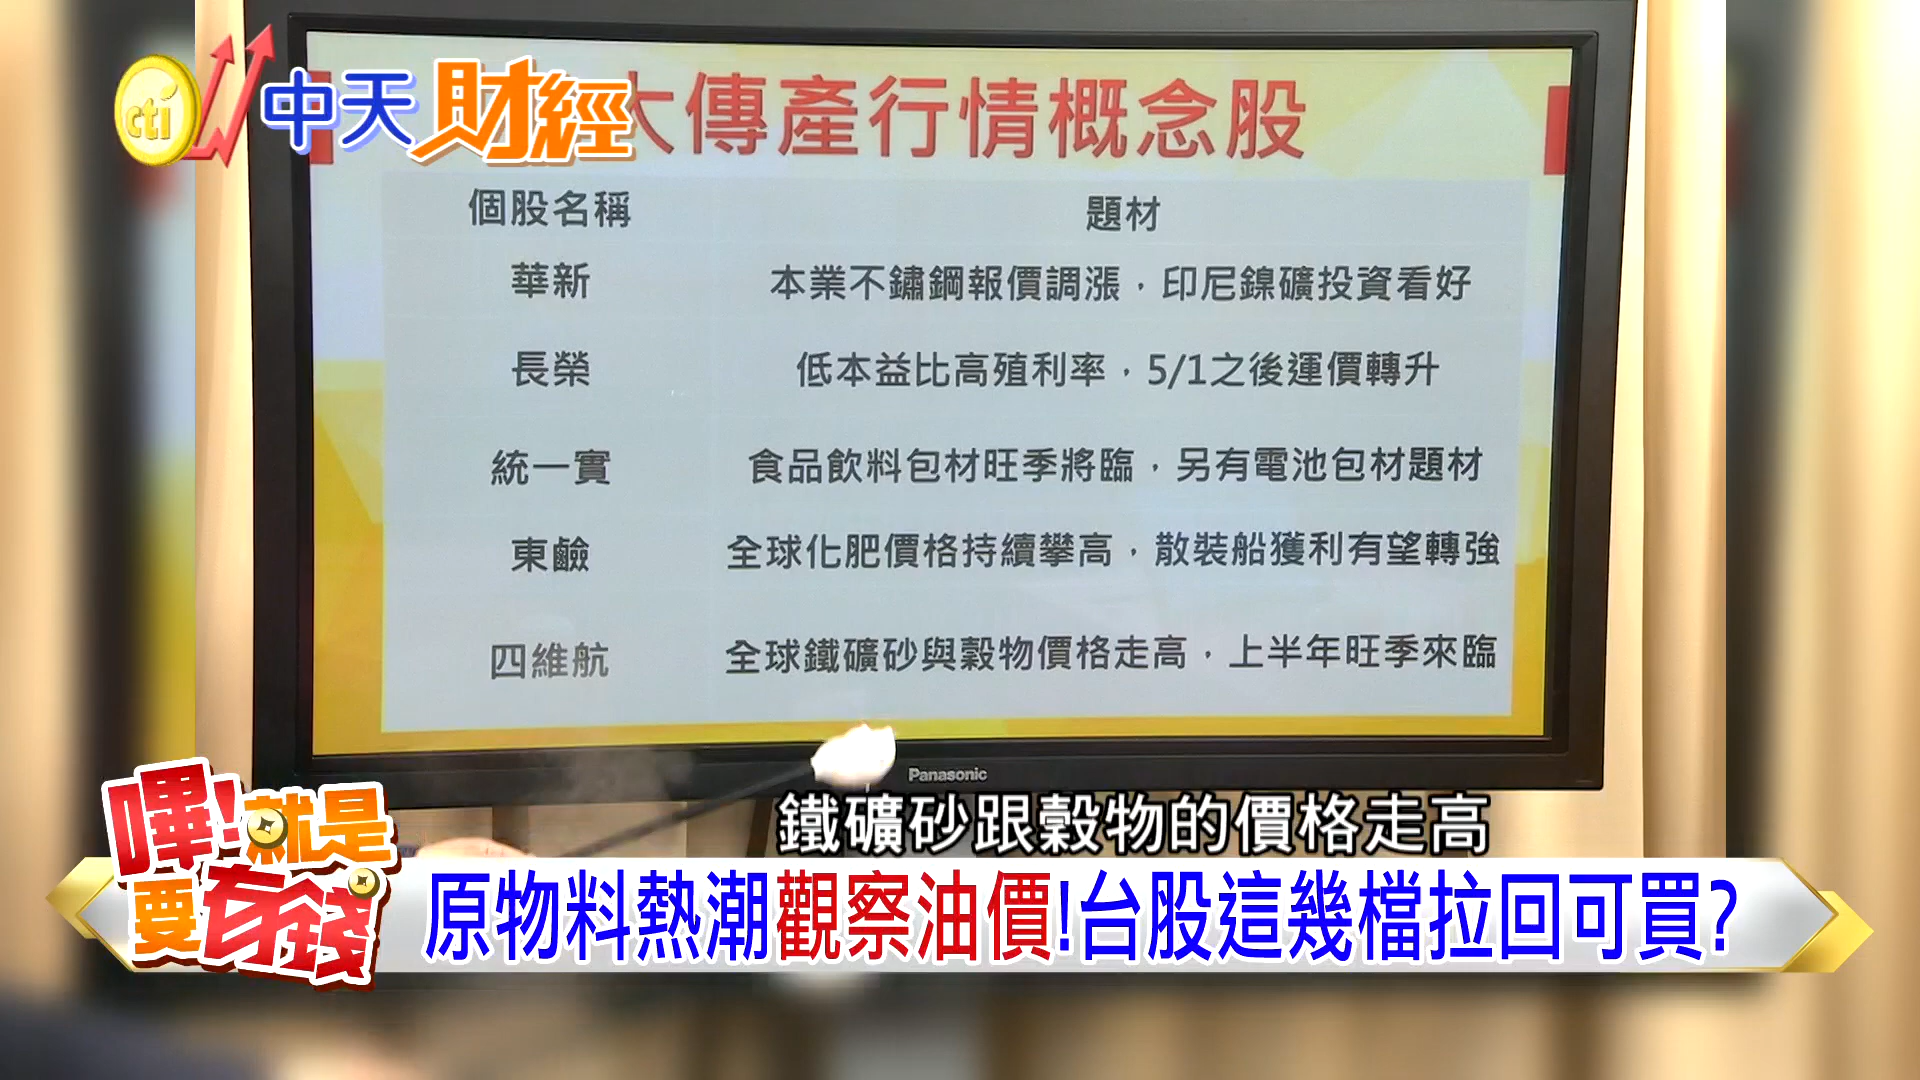 cti 中天財經
大傳產行情概念股
個股名稱 題材
華新 本業不鏽鋼報價調漲，印尼鎳礦投資看好
長榮 低本益比高殖利率，5/1之後運價轉升
統一實 食品飲料包材旺季將臨，另有電池包材題材
東鹼 全球化肥價格持續攀高，散裝船獲利有望轉強
四維航 全球鐵礦砂與穀物價格走高，上半年旺季來臨
Panasonic
鐵礦砂跟穀物的價格走高
嗶!就是
要有錢
原物料熱潮觀察油價!台股這幾檔拉回可買?